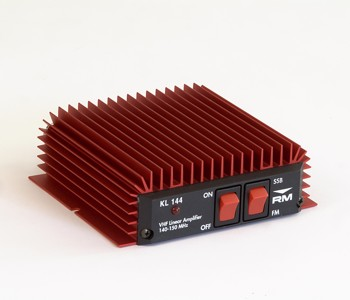 KL 144
ON
SSB
RM
VHF Linear Amplifier
140-150 MHz
OFF
FM